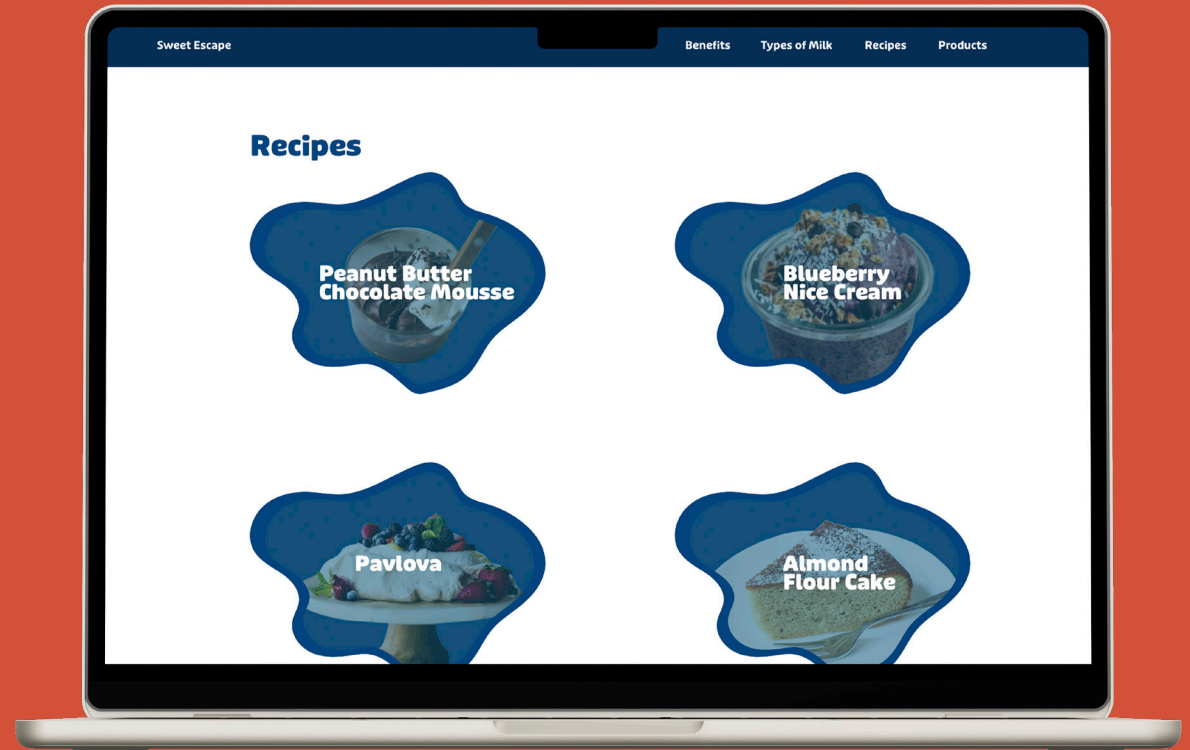 Sweet Escape
Benefits
Types of Milk
Recipes
Products
Recipes
Peanut Butter
Chocolate Mousse
Blueberry
Nice Cream
Pavlova
Almond
Flour Cake